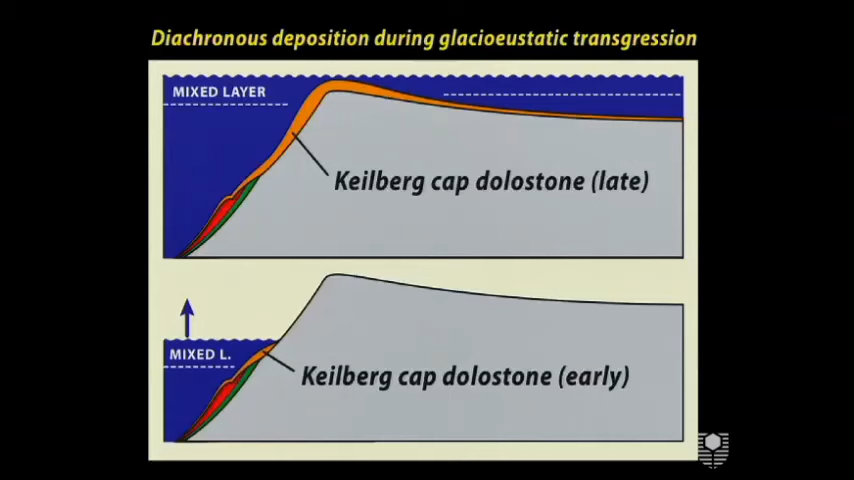 Diachronous deposition during glacioeustatic transgression
MIXED LAYER
Keilberg cap dolostone (late)
MIXED L.
Keilberg cap dolostone (early)